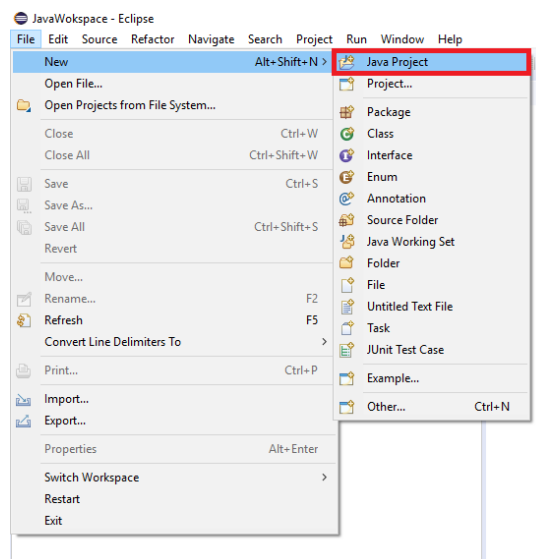 JavaWokspace - Eclipse
File Edit Source Refactor Navigate Search Project Run Window Help
New Alt+Shift+N >
Open File...
Open Projects from File System...
Close Ctrl+W
Close All Ctrl+Shift+W
Save Ctrl+S
Save As...
Save All Ctrl+Shift+S
Revert
Move...
Rename... F2
Refresh F5
Convert Line Delimiters To >
Print... Ctrl+P
Import...
Export...
Properties Alt+Enter
Switch Workspace >
Restart
Exit
Java Project
Project...
Package
Class
Interface
Enum
Annotation
Source Folder
Java Working Set
Folder
File
Untitled Text File
Task
JUnit Test Case
Example...
Other... Ctrl+N